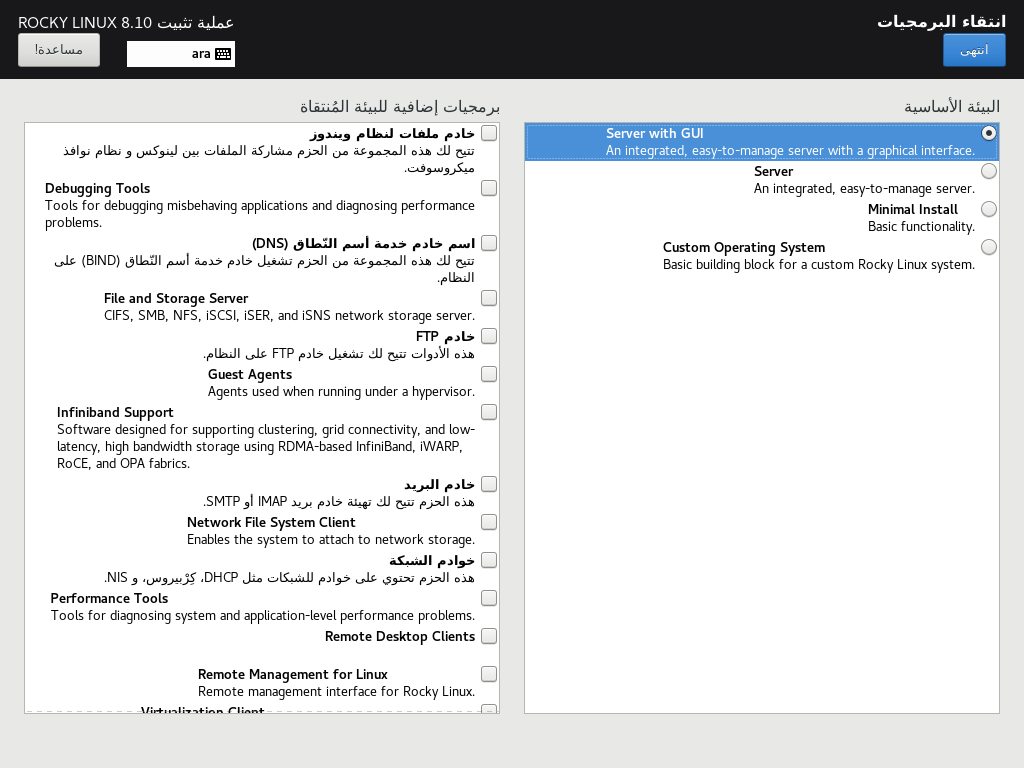 انتقاء البرمجيات
عملية تثبيت ROCKY LINUX 8.10
انتهى
ara
مساعدة!
البيئة الأساسية
Server with GUI
An integrated, easy-to-manage server with a graphical interface.
Server
An integrated, easy-to-manage server.
Minimal Install
Basic functionality.
Custom Operating System
Basic building block for a custom Rocky Linux system.
برمجيات إضافية للبيئة المُنتقاة
خادم ملفات لنظام ويندوز
تتيح لك هذه المجموعة من الحزم مشاركة الملفات بين لينوكس و نظام نوافذ
ميكروسوفت.
Debugging Tools
Tools for debugging misbehaving applications and diagnosing performance
problems.
اسم خادم خدمة أسم النّطاق (DNS)
تتيح لك هذه المجموعة من الحزم تشغيل خادم خدمة أسم النّطاق (BIND) على
النظام.
File and Storage Server
CIFS, SMB, NFS, iSCSI, iSER, and iSNS network storage server.
خادم FTP
هذه الأدوات تتيح لك تشغيل خادم FTP على النظام.
Guest Agents
Agents used when running under a hypervisor.
Infiniband Support
Software designed for supporting clustering, grid connectivity, and low-
latency, high bandwidth storage using RDMA-based InfiniBand, iWARP,
RoCE, and OPA fabrics.
خادم البريد
هذه الحزم تتيح لك تهيئة خادم بريد IMAP أو SMTP.
Network File System Client
Enables the system to attach to network storage.
خوادم الشبكة
هذه الحزم تحتوي على خوادم للشبكات مثل DHCP، كِرْبيروس، و NIS.
Performance Tools
Tools for diagnosing system and application-level performance problems.
Remote Desktop Clients
Remote Management for Linux
Remote management interface for Rocky Linux.
Virtualization Client